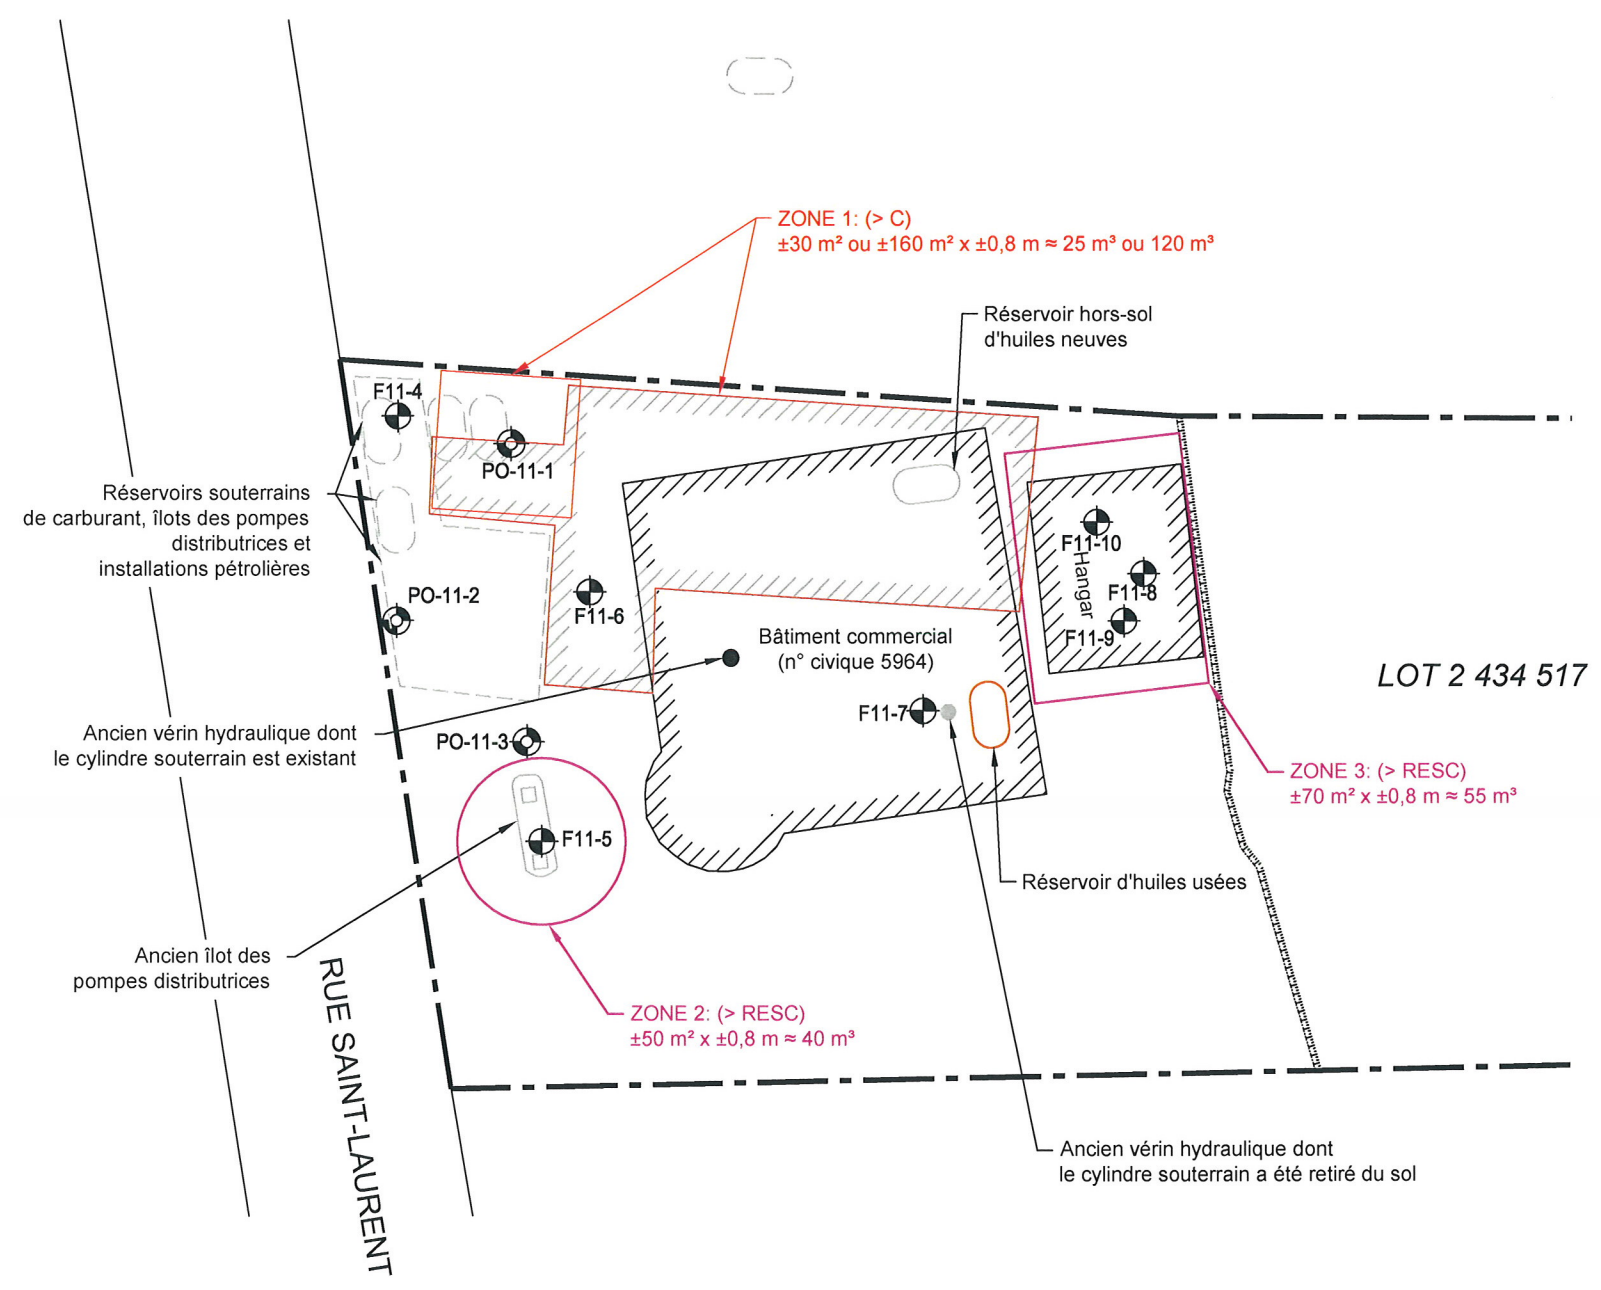 ZONE 1: (> C)
±30 m² ou ±160 m² x ±0,8 m ≈ 25 m³ ou 120 m³
Réservoir hors-sol
d'huiles neuves
F11-4
PO-11-1
Réservoirs souterrains
de carburant, îlots des pompes
distributrices et
installations pétrolières
F11-10
Hangar
F11-8
F11-9
PO-11-2
F11-6
Bâtiment commercial
(n° civique 5964)
LOT 2 434 517
F11-7
Ancien vérin hydraulique dont
le cylindre souterrain est existant
PO-11-3
ZONE 3: (> RESC)
±70 m² x ±0,8 m ≈ 55 m³
F11-5
Réservoir d'huiles usées
Ancien îlot des
pompes distributrices
ZONE 2: (> RESC)
±50 m² x ±0,8 m ≈ 40 m³
RUE SAINT-LAURENT
Ancien vérin hydraulique dont
le cylindre souterrain a été retiré du sol